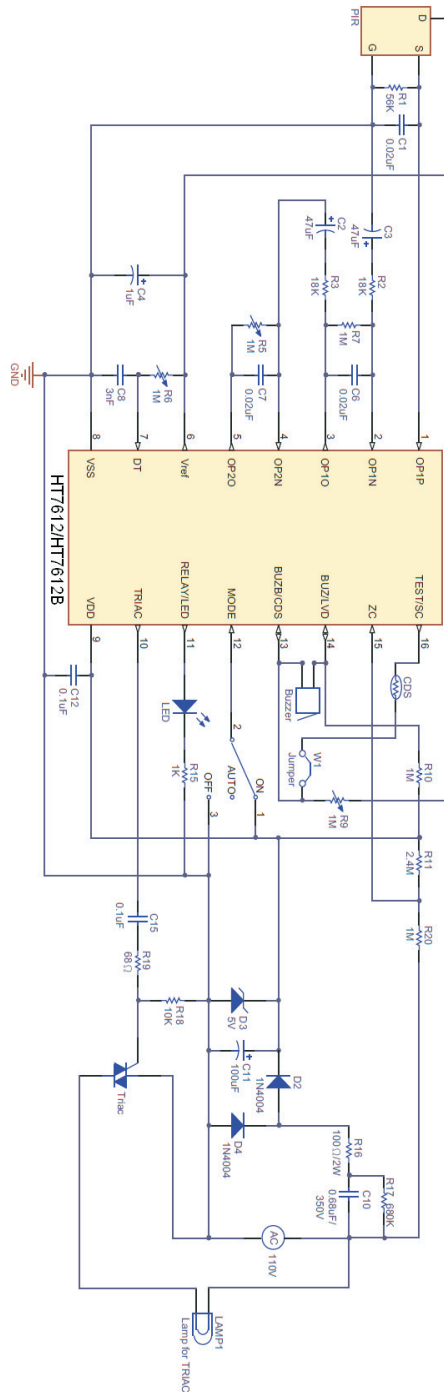 PIR
D
G
S
R1
56K
C1
0.02uF
C2
47uF
C3
47uF
R3
18K
R2
18K
R7
1M
C6
0.02uF
R5
1M
C7
0.02uF
C4
1uF
R6
1M
C8
3nF
GND
8
7
6
5
4
3
2
1
VSS
DT
Vref
OP2O
OP2N
OP1O
OP1N
OP1P
HT7612/HT7612B
VDD
TRIAC
RELAY/LED
MODE
BUZB/CDS
BUZ/LVD
ZC
TEST/SC
9
10
11
12
13
14
15
16
C12
0.1uF
LED
R15
1K
2
AUTO
ON
1
OFF
3
Buzzer
CDS
W1
Jumper
R9
1M
R10
1M
R11
2.4M
R20
1M
C15
0.1uF
R19
68Ω
R18
10K
D3
5V
C11
100uF
D2
1N4004
D4
1N4004
R16
100Ω/2W
R17
680K
C10
0.68uF/
350V
Triac
AC
110V
LAMP1
Lamp for TRIAC